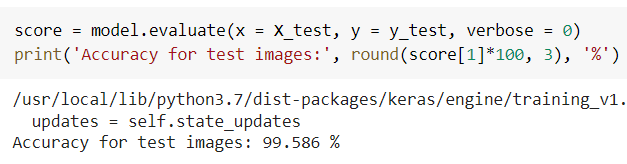 score = model.evaluate(x = X_test, y = y_test, verbose = 0)
print('Accuracy for test images:', round(score[1]*100, 3), '%')
/usr/local/lib/python3.7/dist-packages/keras/engine/training_v1.
updates = self.state_updates
Accuracy for test images: 99.586 %